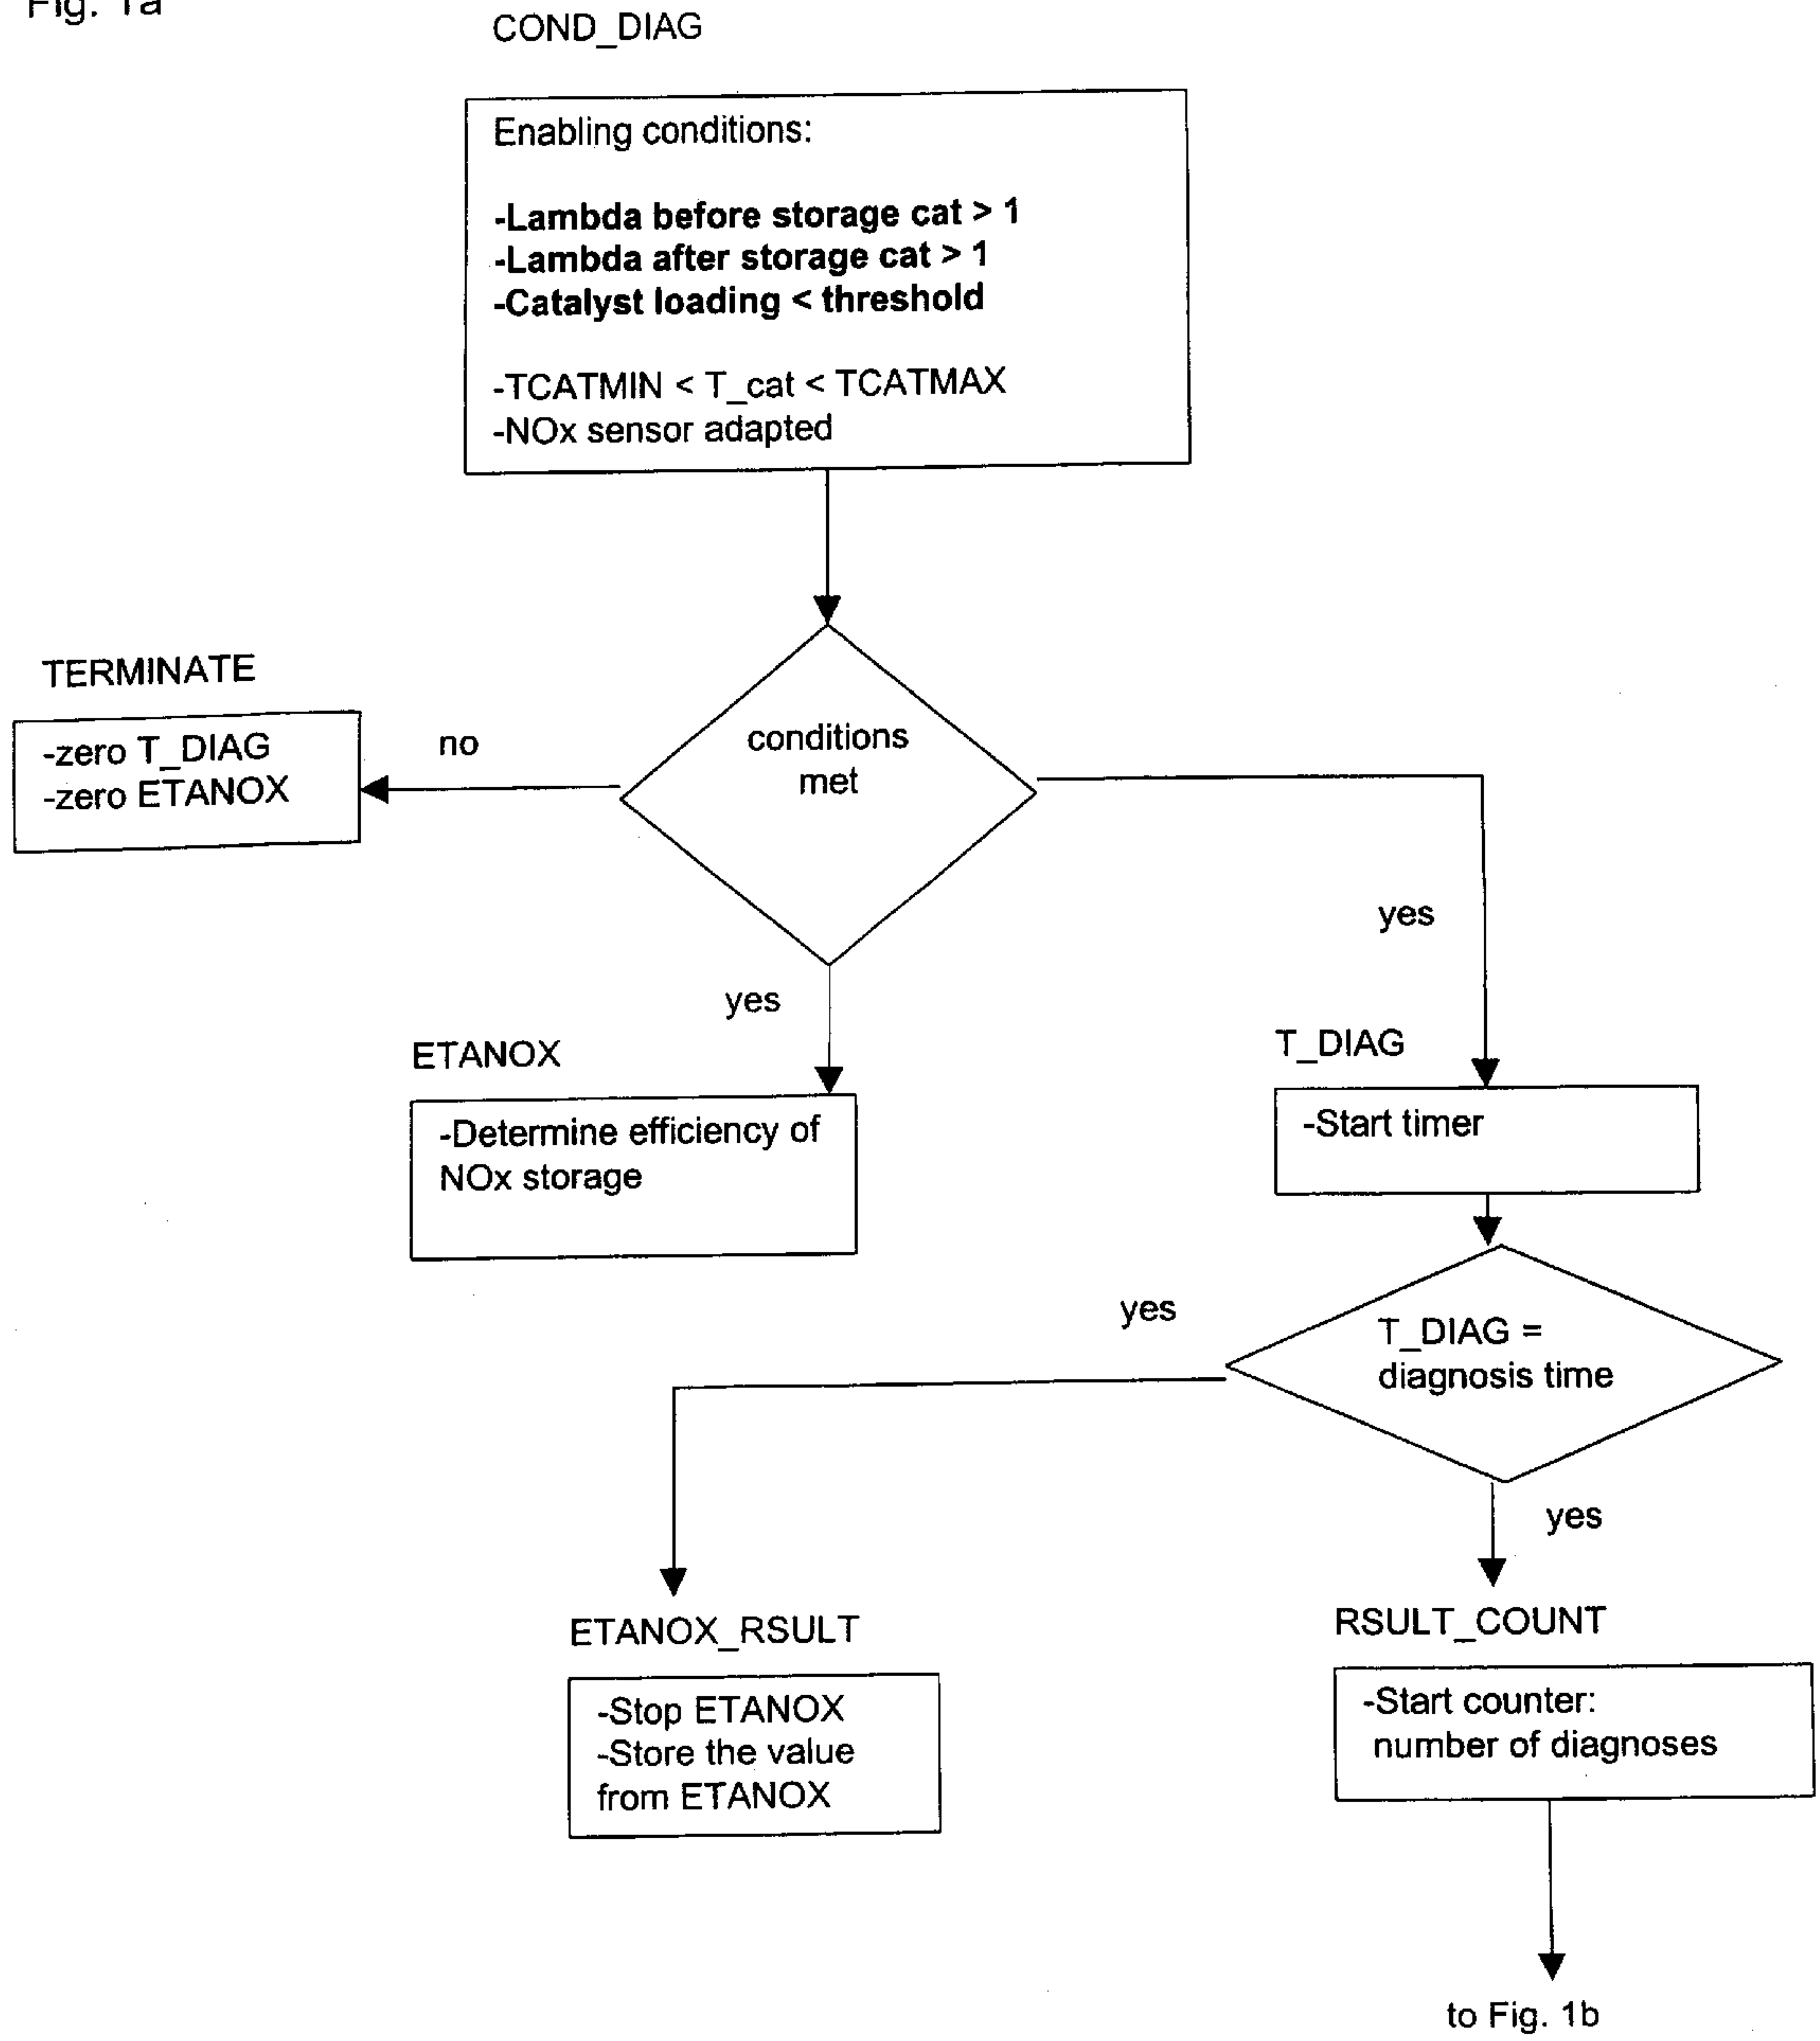 Fig. 1a
COND_DIAG
Enabling conditions:
-Lambda before storage cat > 1
-Lambda after storage cat > 1
-Catalyst loading < threshold
-TCATMIN < T_cat < TCATMAX
-NOx sensor adapted
TERMINATE
-zero T_DIAG
-zero ETANOX
no
conditions
met
yes
yes
ETANOX
-Determine efficiency of
NOx storage
T_DIAG
-Start timer
yes
T_DIAG =
diagnosis time
yes
ETANOX_RSULT
-Stop ETANOX
-Store the value
from ETANOX
RSULT_COUNT
-Start counter:
number of diagnoses
to Fig. 1b